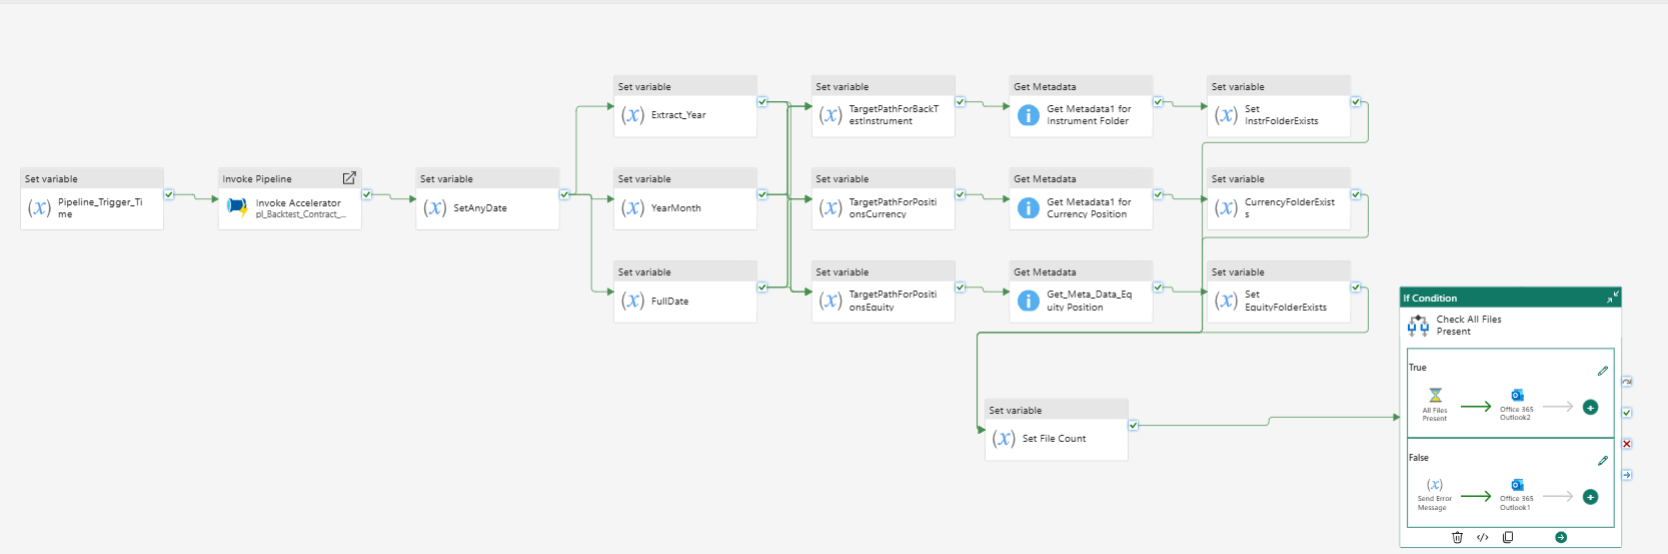 Set variable
(x) Pipeline_Trigger_Ti
me
Invoke Pipeline
Invoke Accelerator
pl_Backtest_Contract_...
Set variable
(x) SetAnyDate
Set variable
(x) Extract_Year
Set variable
(x) YearMonth
Set variable
(x) FullDate
Set variable
(x) TargetPathForBackT
estInstrument
Set variable
(x) TargetPathForPositi
onsCurrency
Set variable
(x) TargetPathForPositi
onsEquity
Get Metadata
Get Metadata1 for
Instrument Folder
Get Metadata
Get Metadata1 for
Currency Position
Get Metadata
Get_Meta_Data_Eq
uity Position
Set variable
(x) Set
InstrFolderExists
Set variable
(x) CurrencyFolderExist
s
Set variable
(x) Set
EquityFolderExists
Set variable
(x) Set File Count
If Condition
Check All Files
Present
True
All Files
Present
Office 365
Outlook2
False
(x)
Send Error
Message
Office 365
Outlook1